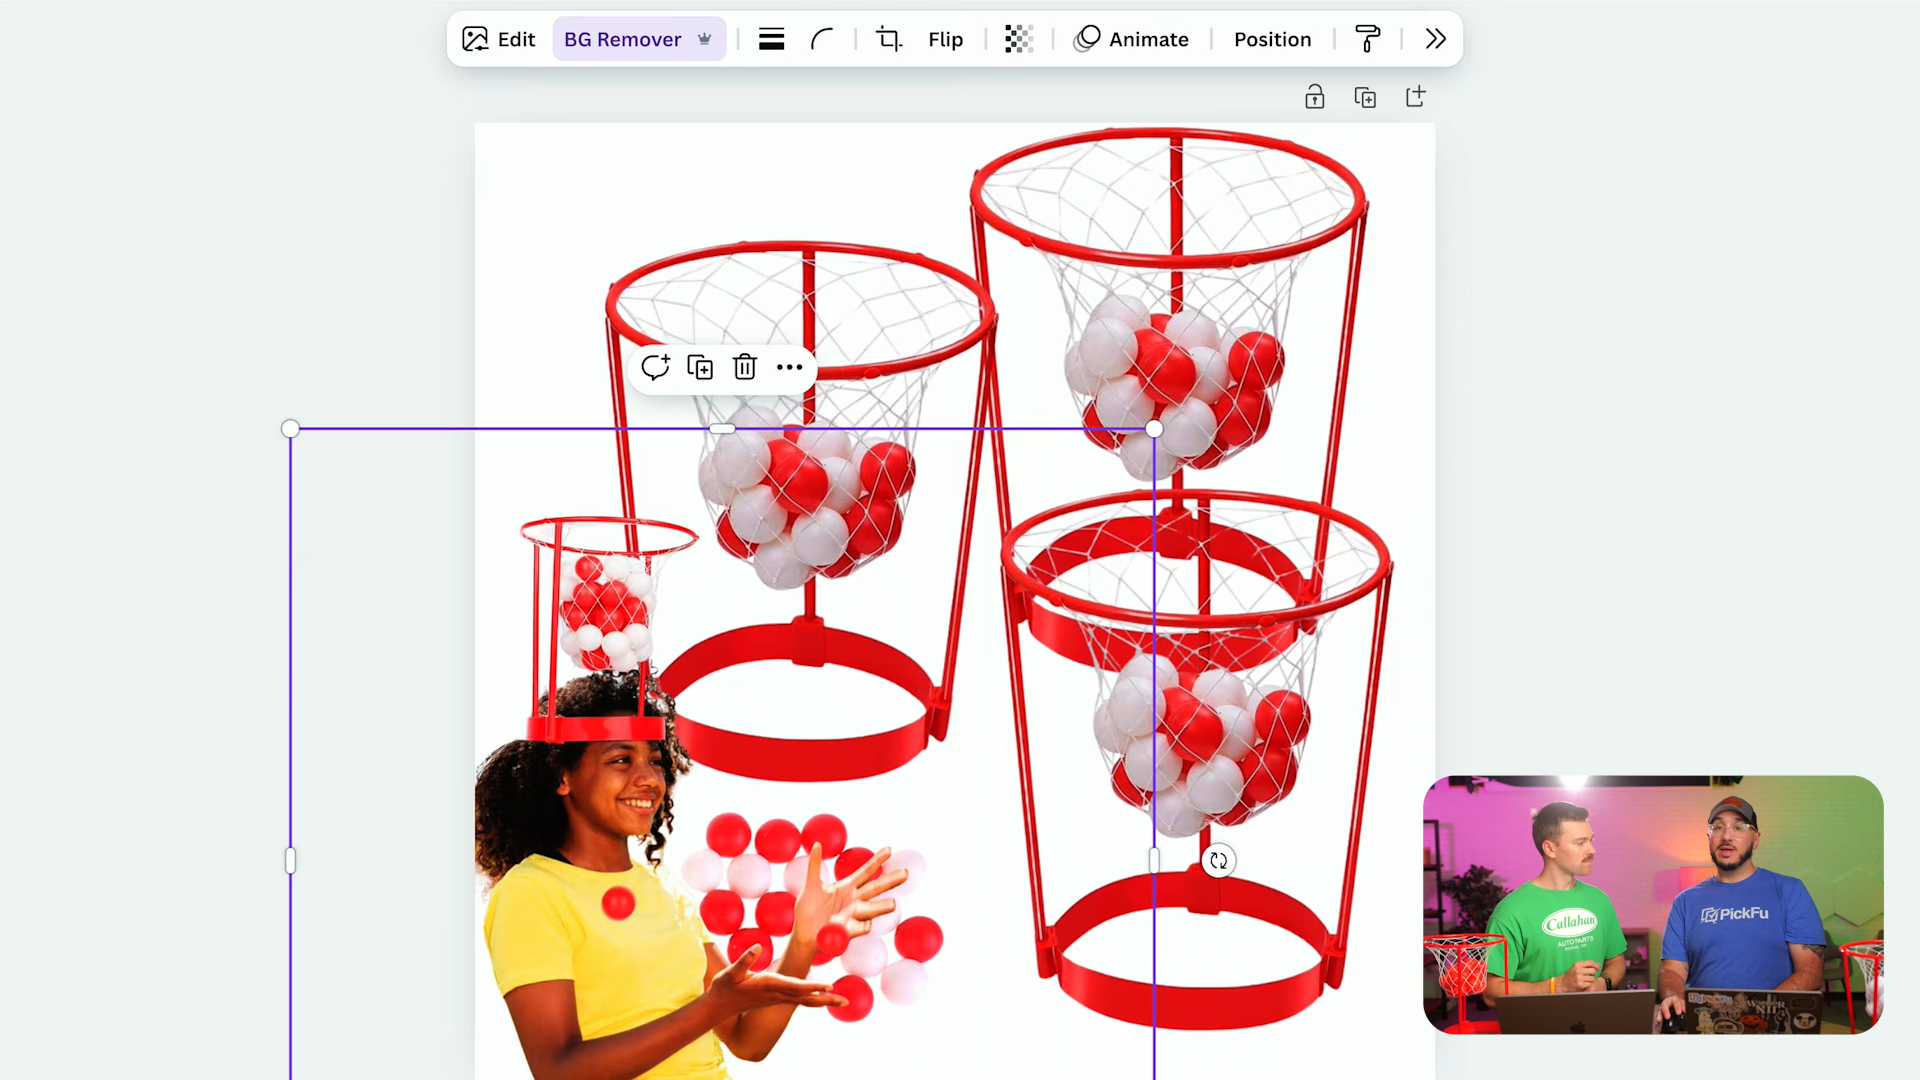 Edit
BG Remover
Flip
Animate
Position
Callahan
AUTO PARTS
PickFu